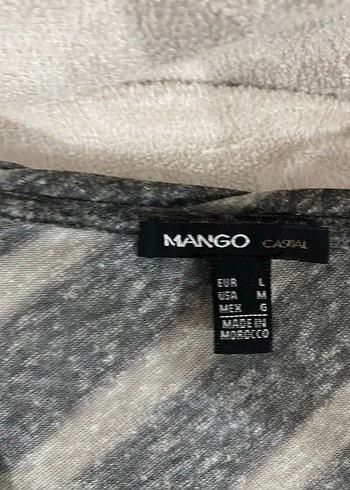 MANGO CASUAL
EUR L
USA M
MEX G
MADE IN
MOROCCO